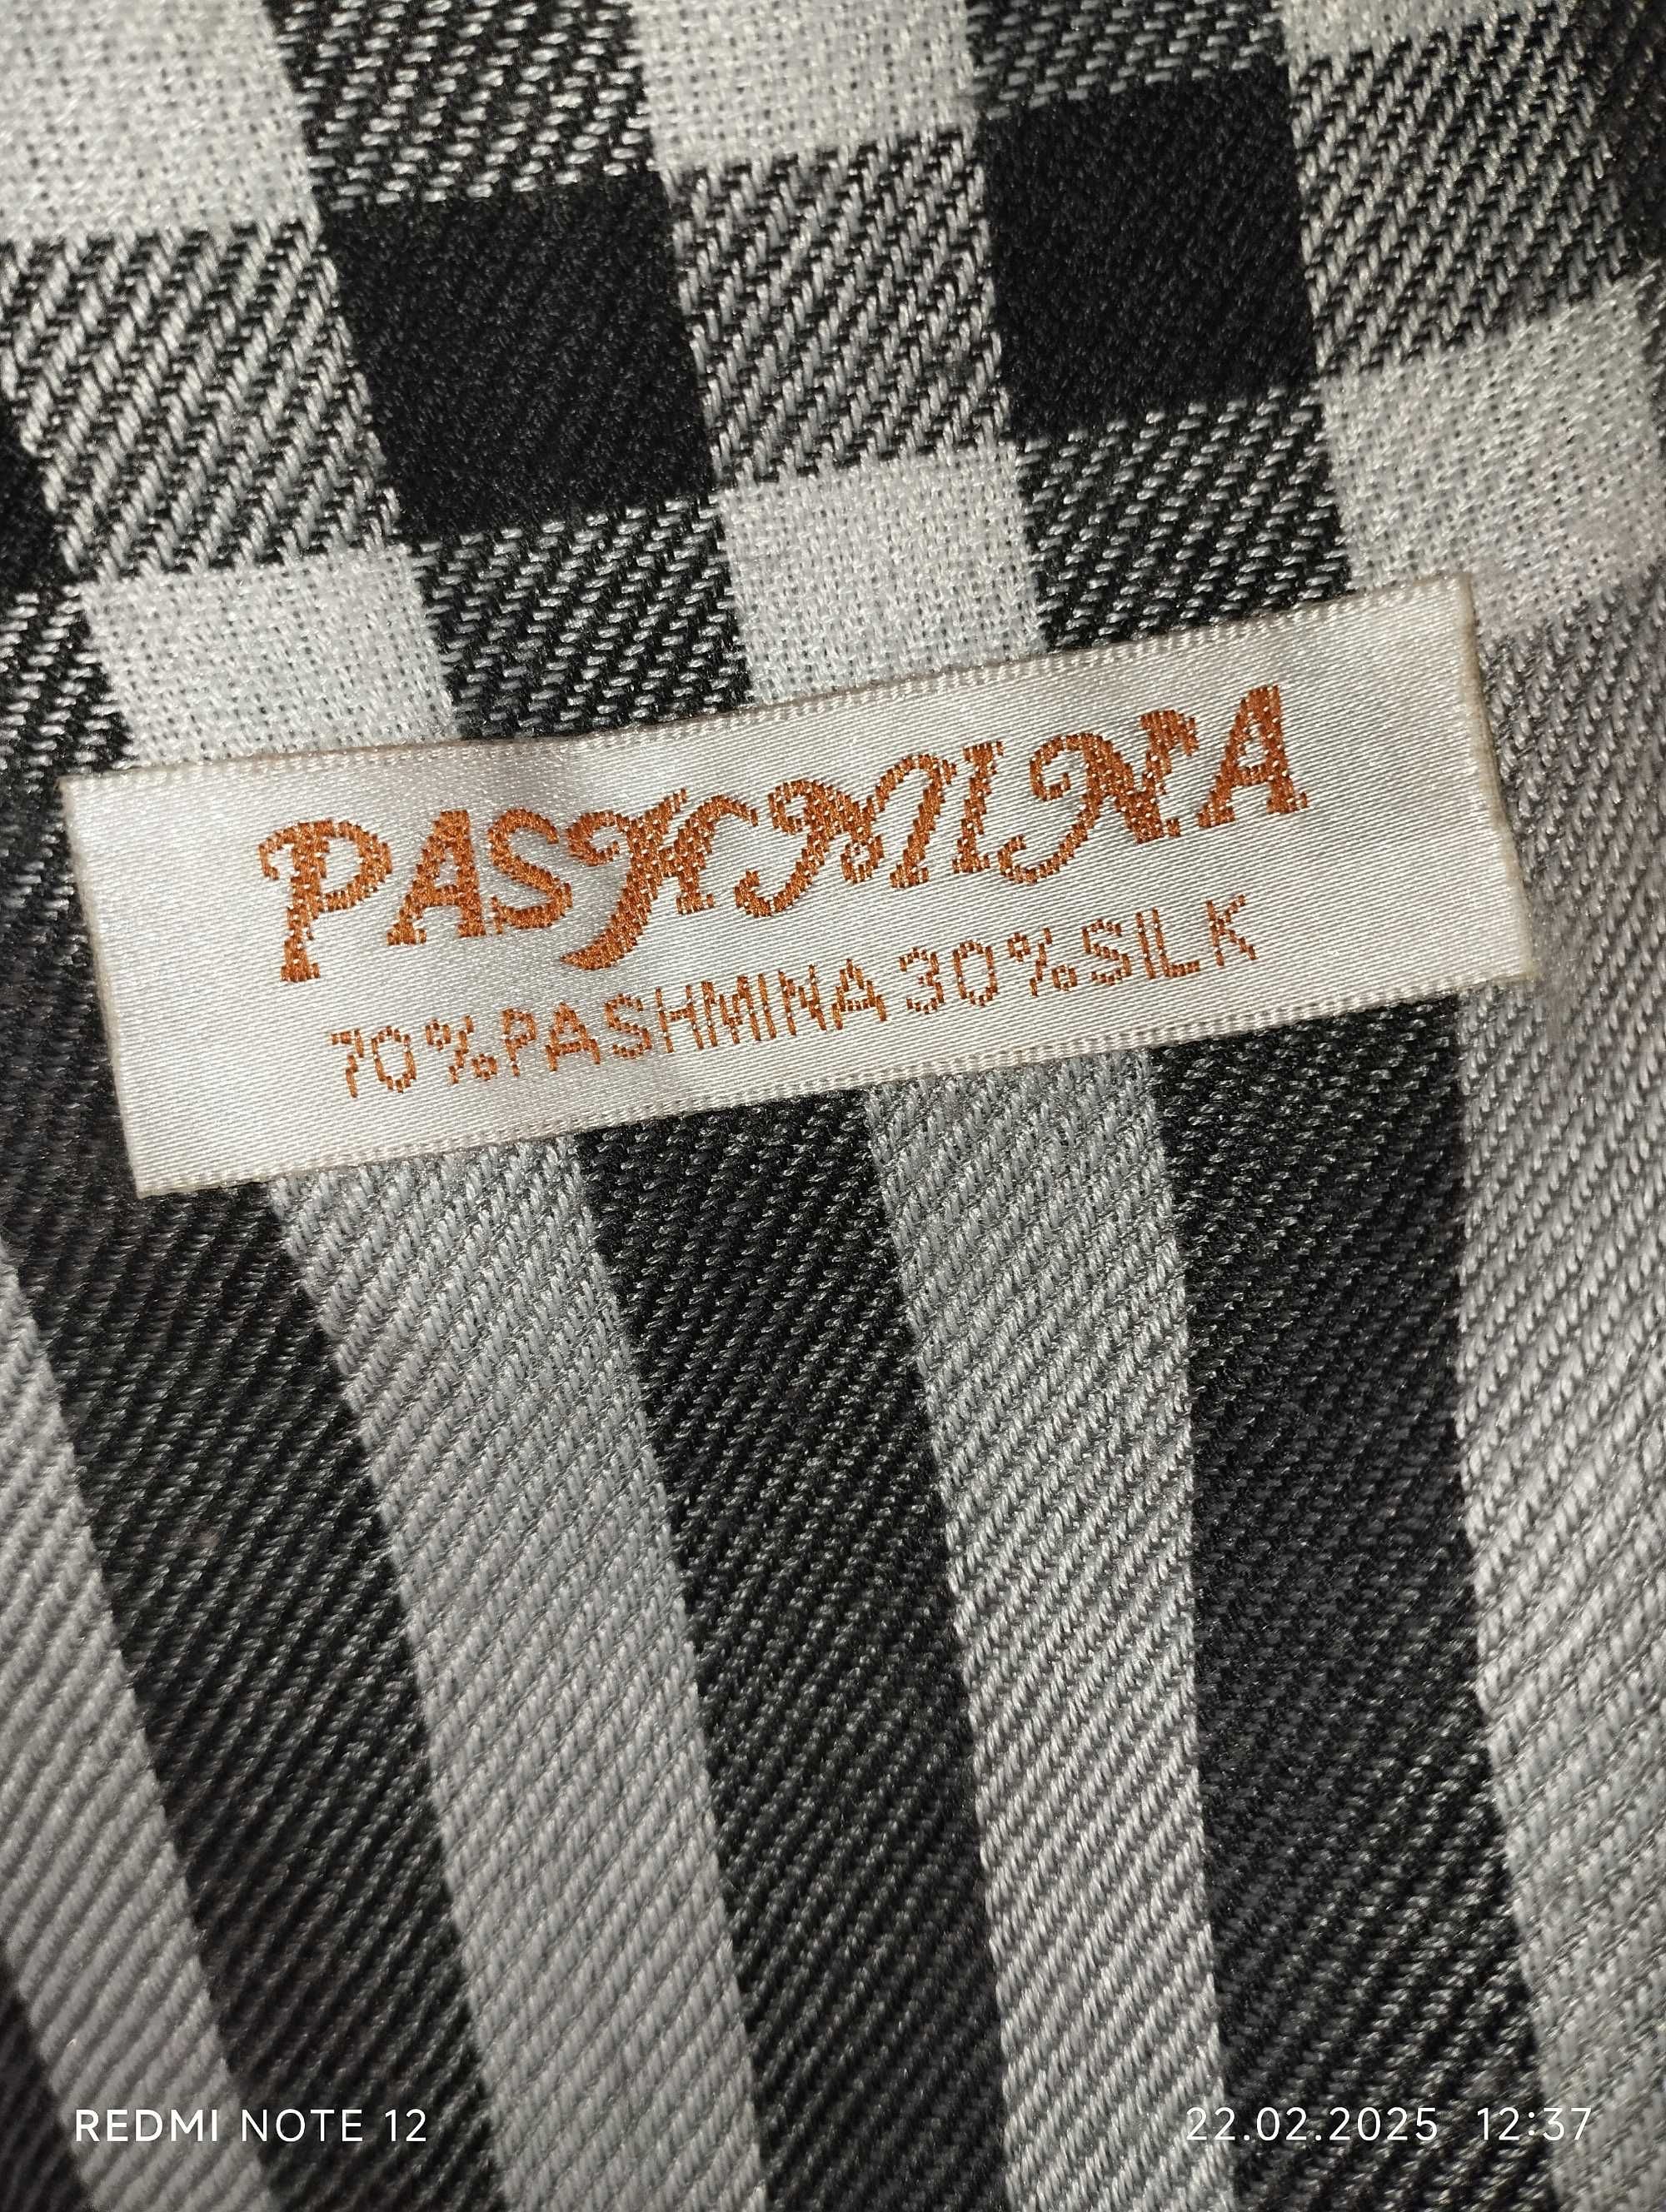 PASHMINA
70%PASHMINA 30%SILK
REDMI NOTE 12
22.02.2025 12:37